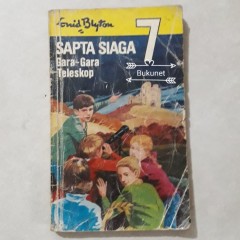 Enid Blyton
SAPTA SIAGA
7
Gara-Gara
Teleskop
Bukunet